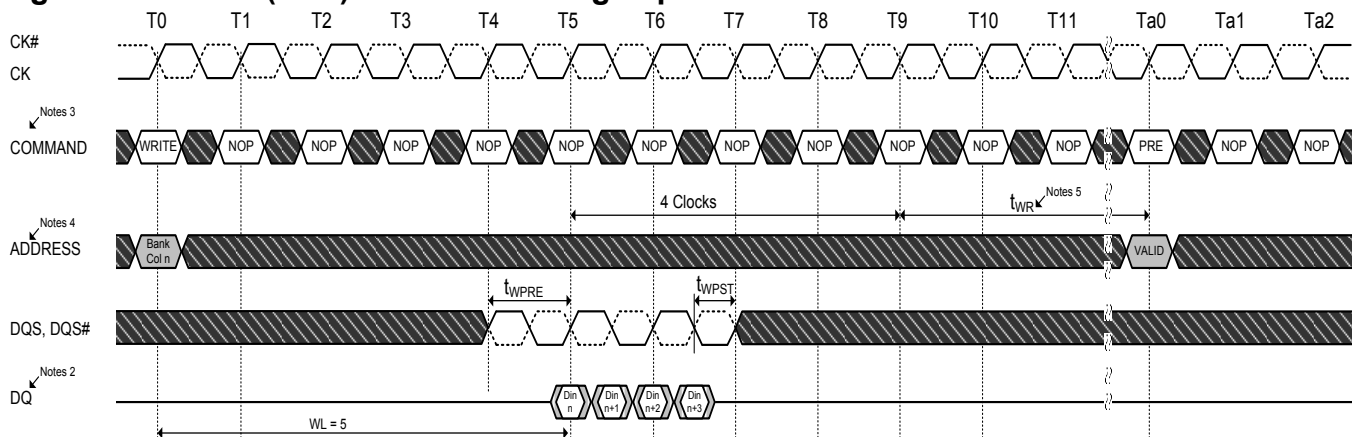 T0 T1 T2 T3 T4 T5 T6 T7 T8 T9 T10 T11 Ta0 Ta1 Ta2
CK#
CK
Notes 3
COMMAND
WRITE NOP NOP NOP NOP NOP NOP NOP NOP NOP NOP NOP PRE NOP NOP
4 Clocks
tWR Notes 5
Notes 4
ADDRESS
Bank
Col n
VALID
tWPRE
tWPST
DQS, DQS#
Notes 2
DQ
Din
n
Din
n+1
Din
n+2
Din
n+3
WL = 5